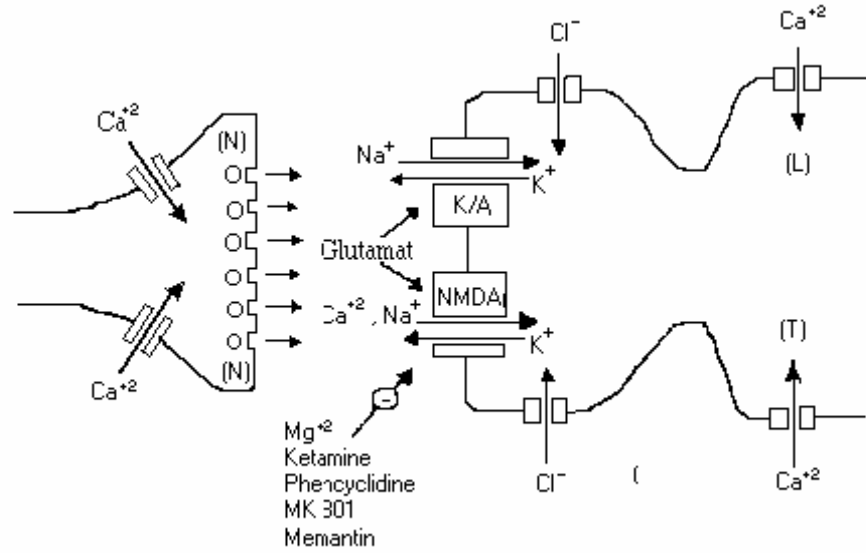 Cl⁻
Ca⁺²
Ca⁺²
(N)
Na⁺
K⁺
(L)
K/A
Glutamat
NMDA
Ca⁺² , Na⁺
K⁺
(T)
(N)
Ca⁺²
Mg⁺²
Ketamine
Phencyclidine
MK 801
Memantin
Cl⁻
(
Ca⁺²